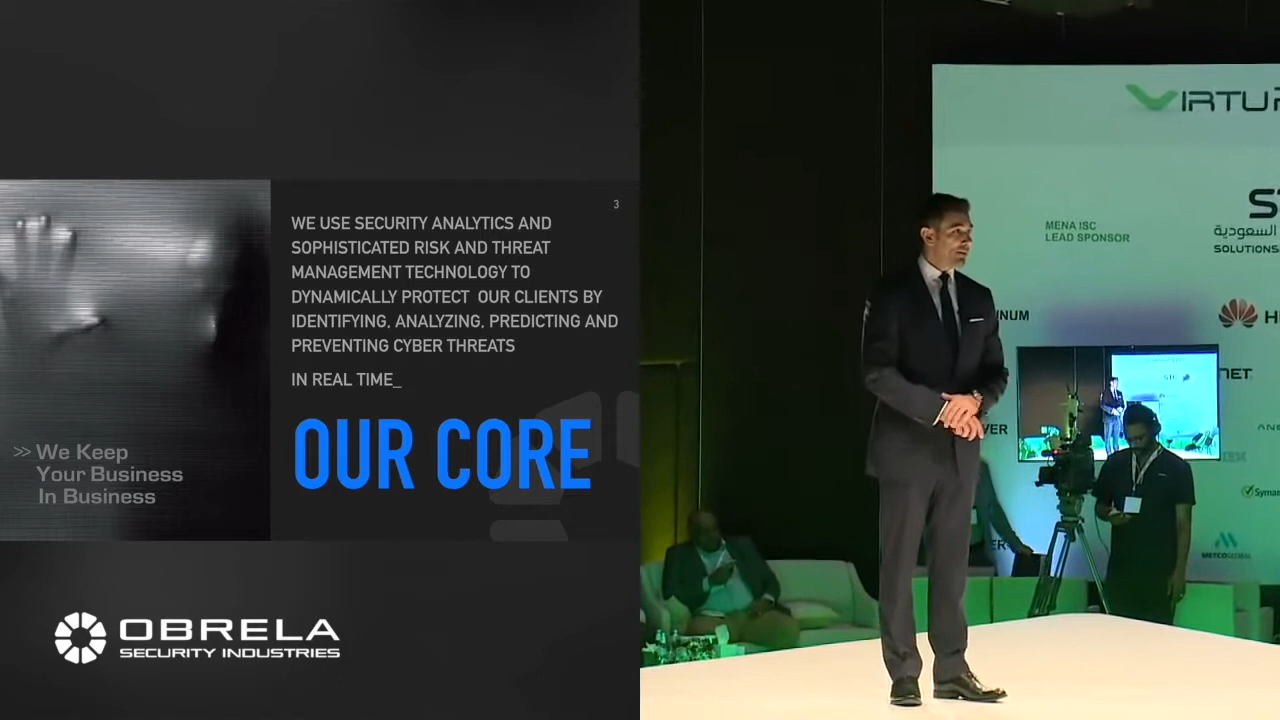 3
WE USE SECURITY ANALYTICS AND
SOPHISTICATED RISK AND THREAT
MANAGEMENT TECHNOLOGY TO
DYNAMICALLY PROTECT OUR CLIENTS BY
IDENTIFYING, ANALYZING, PREDICTING AND
PREVENTING CYBER THREATS
IN REAL TIME_
OUR CORE
>> We Keep
Your Business
In Business
OBRELA
SECURITY INDUSTRIES
VIRTU
MENA ISC
LEAD SPONSOR
السعودية
SOLUTIONS
INUM
NET
VER
METCOGLOBAL